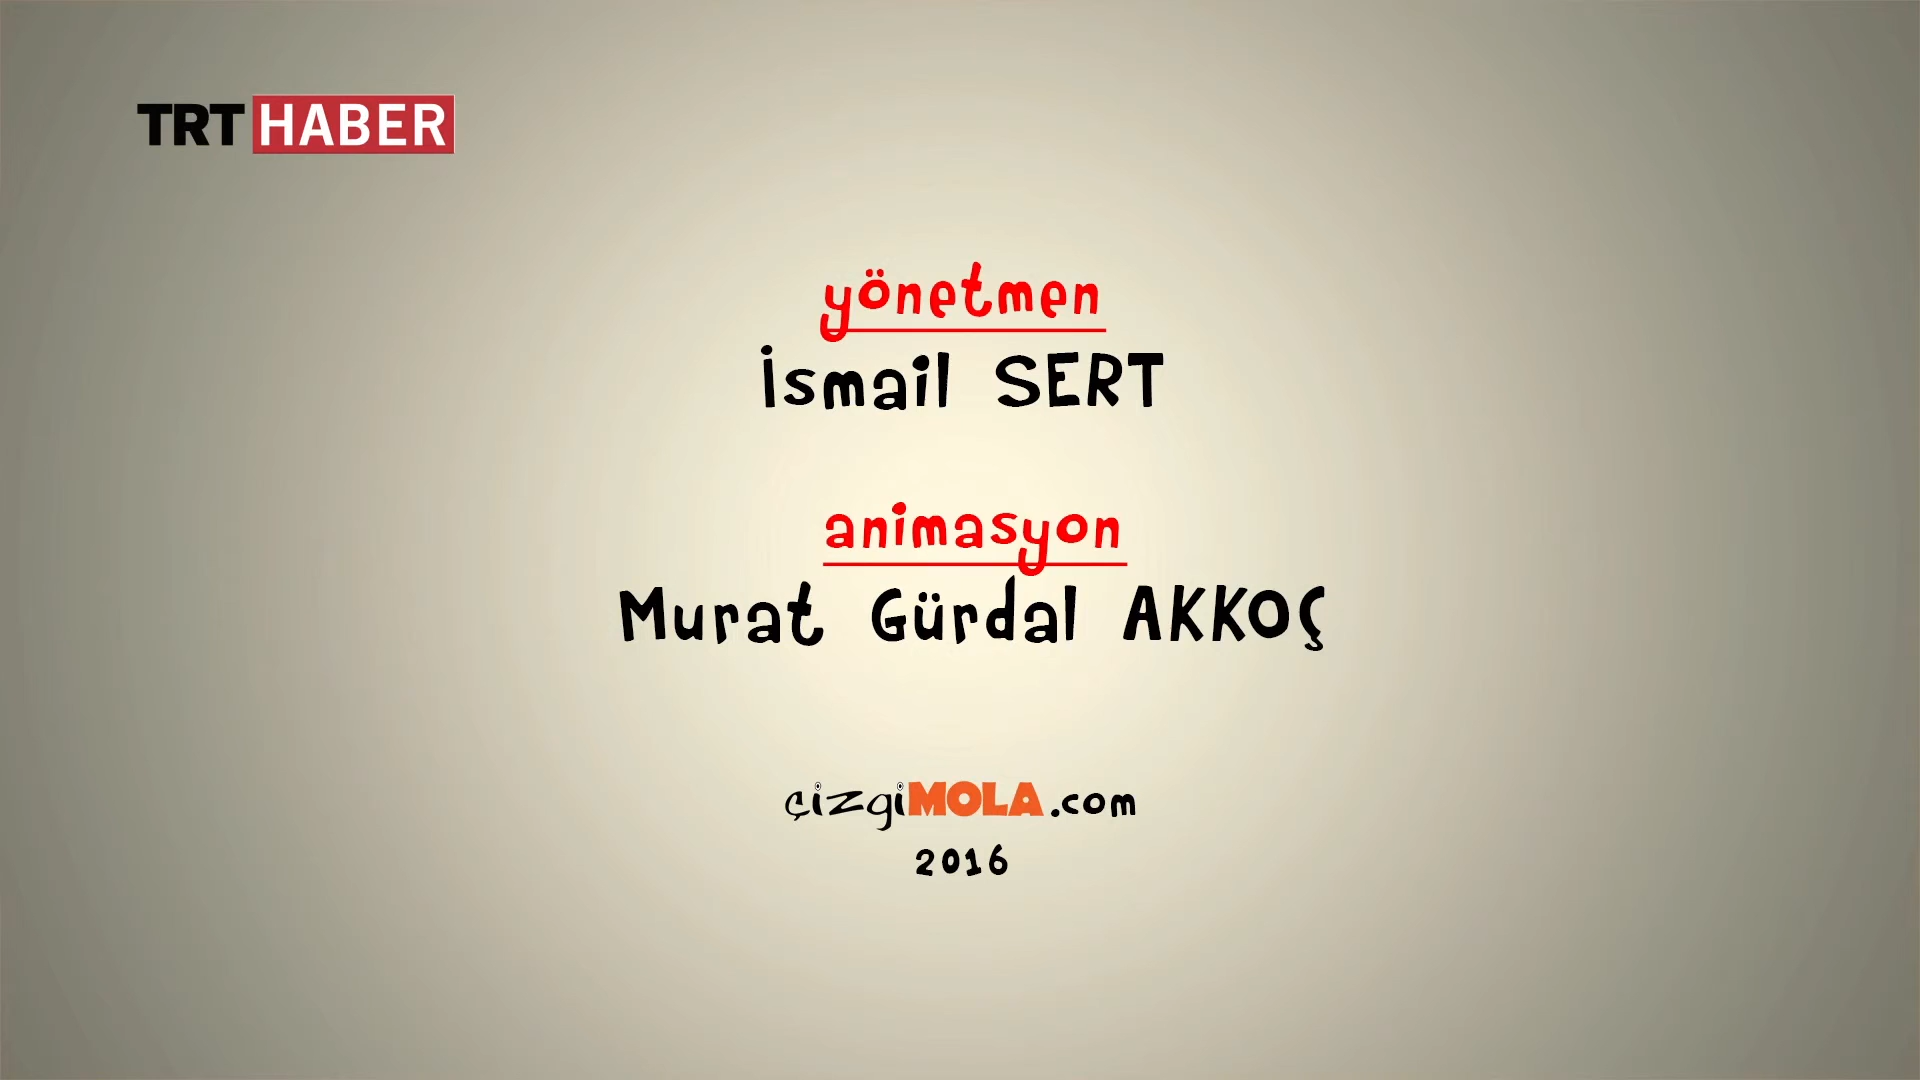 TRT HABER
yönetmen
İsmail SERT
animasyon
Murat Gürdal AKKOÇ
çizgiMOLA.com
2016